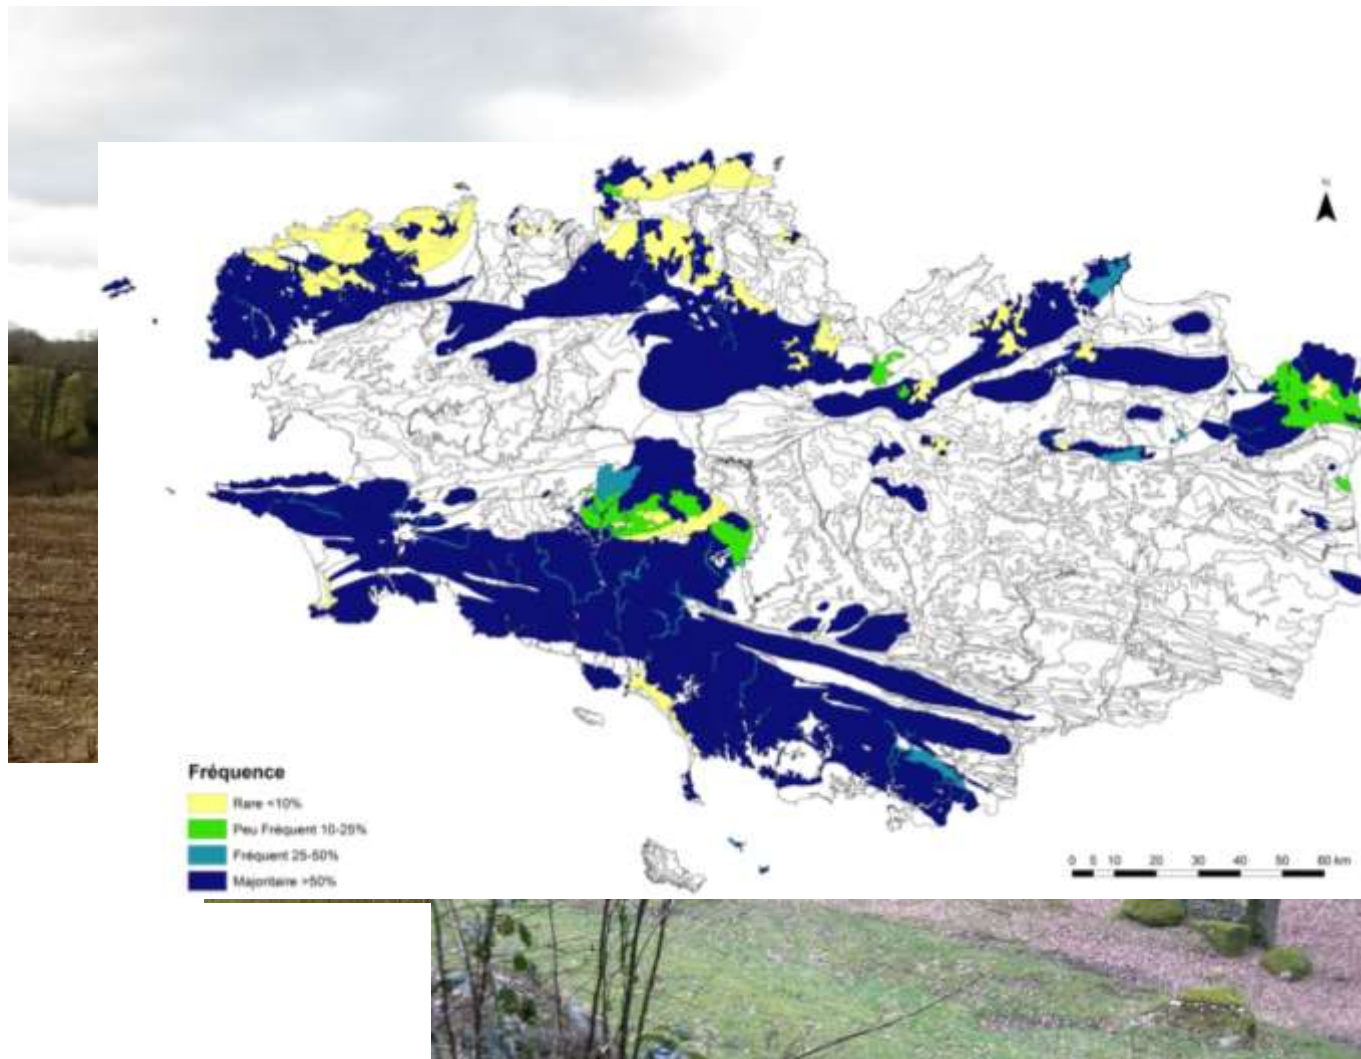 N
Fréquence
Rare <10%
Peu Fréquent 10-25%
Fréquent 25-50%
Majoritaire >50%
0 5 10 20 30 40 50 60 km